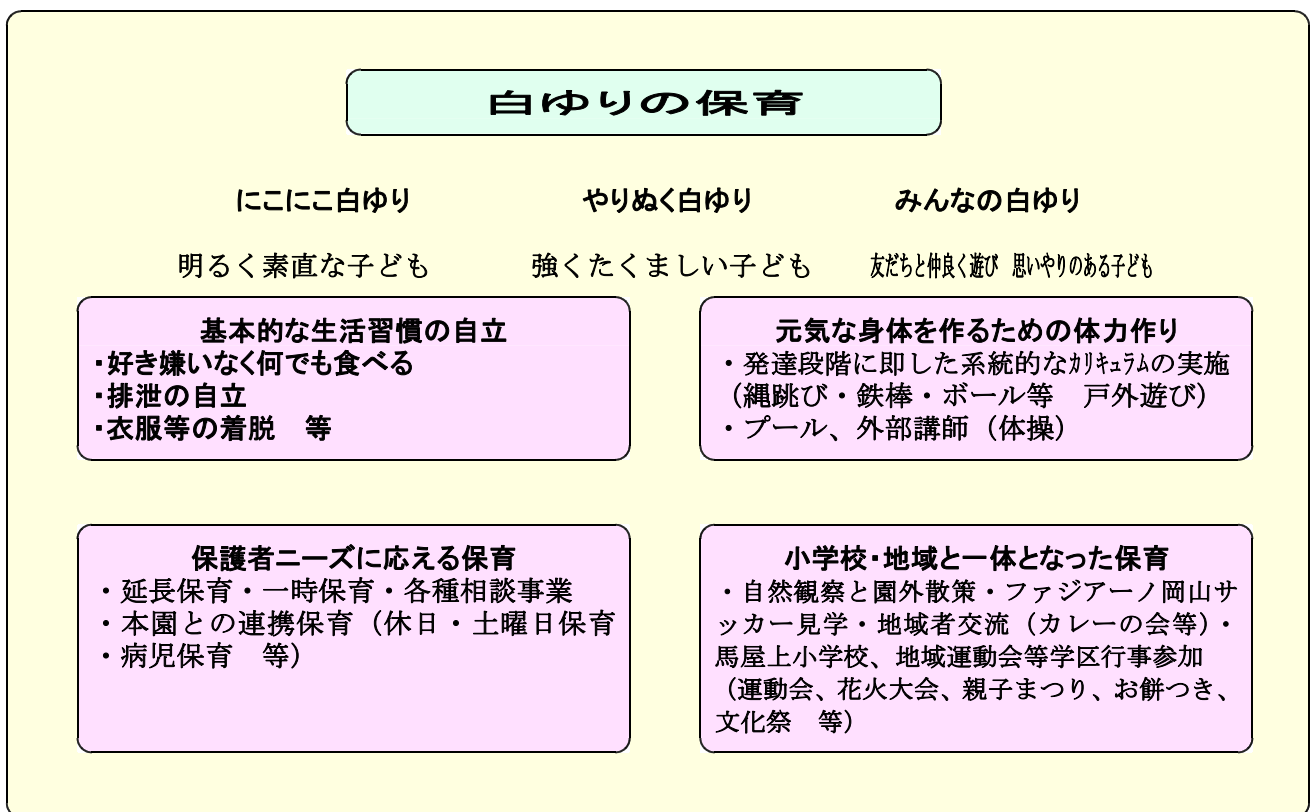 白ゆりの保育
にこにこ白ゆり　やりぬく白ゆり　みんなの白ゆり
明るく素直な子ども　強くたくましい子ども　友だちと仲良く遊び　思いやりのある子ども
基本的な生活習慣の自立
・好き嫌いなく何でも食べる
・排泄の自立
・衣服等の着脱　等
元気な身体を作るための体力作り
・発達段階に即した系統的なｶﾘｷｭﾗﾑの実施
（縄跳び・鉄棒・ボール等　戸外遊び）
・プール、外部講師（体操）
保護者ニーズに応える保育
・延長保育・一時保育・各種相談事業
・本園との連携保育（休日・土曜日保育
・病児保育　等）
小学校・地域と一体となった保育
・自然観察と園外散策・ファジアーノ岡山サ
ッカー見学・地域者交流（カレーの会等）・
馬屋上小学校、地域運動会等学区行事参加
（運動会、花火大会、親子まつり、お餅つき、
文化祭　等）